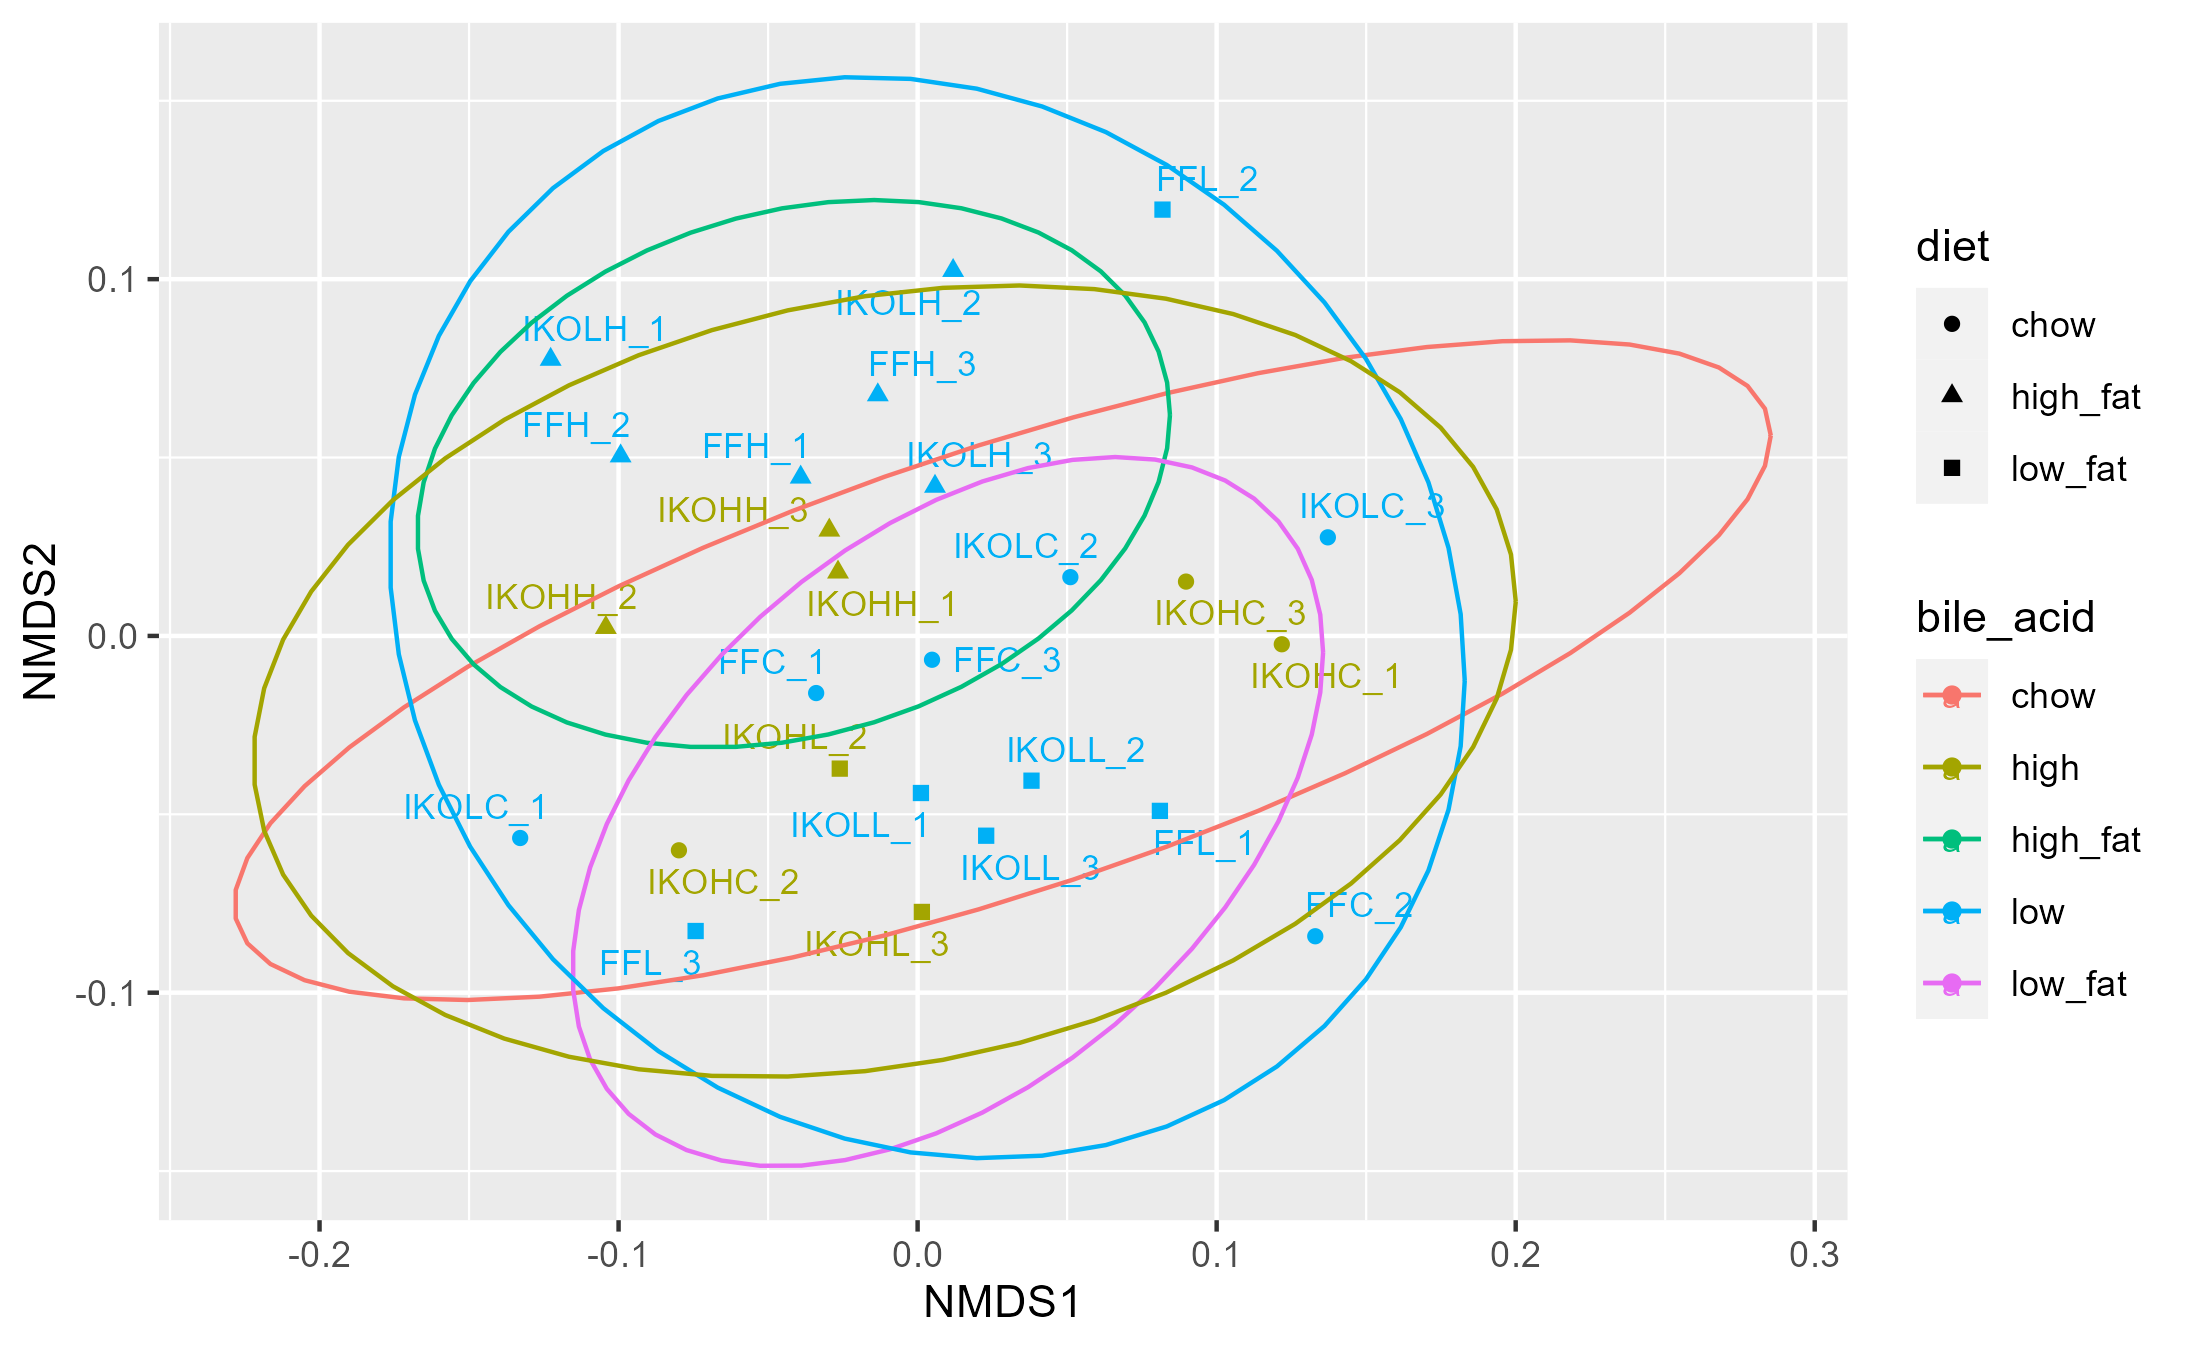 FFL_2
IKOLH_2
IKOLH_1
FFH_3
FFH_2
FFH_1
IKOLH_3
IKOHH_3
IKOLC_3
IKOLC_2
IKOHH_2
IKOHH_1
IKOHC_3
FFC_1
FFC_3
IKOHC_1
IKOHL_2
IKOLL_2
IKOLC_1
IKOLL_1
FFL_1
IKOLL_3
IKOHC_2
FFC_2
IKOHL_3
FFL_3
0.1
0.0
-0.1
NMDS2
-0.2 -0.1 0.0 0.1 0.2 0.3
NMDS1
diet
chow
high_fat
low_fat
bile_acid
a chow
a high
a high_fat
a low
a low_fat